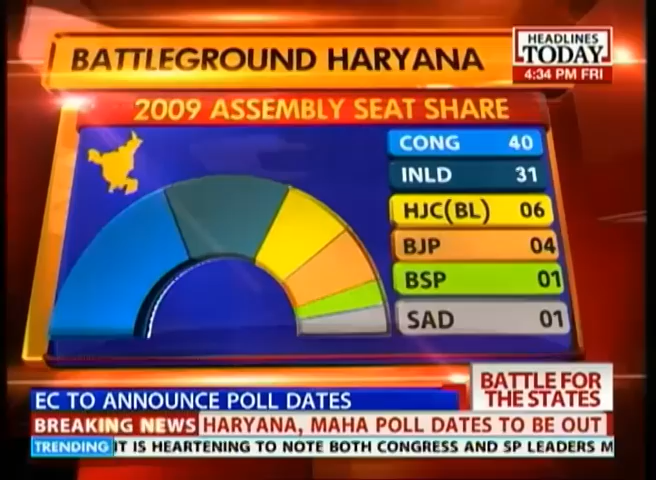 BATTLEGROUND HARYANA
HEADLINES
TODAY
4:34 PM FRI
2009 ASSEMBLY SEAT SHARE
CONG 40
INLD 31
HJC(BL) 06
BJP 04
BSP 01
SAD 01
BATTLE FOR
THE STATES
EC TO ANNOUNCE POLL DATES
BREAKING NEWS HARYANA, MAHA POLL DATES TO BE OUT
TRENDING IT IS HEARTENING TO NOTE BOTH CONGRESS AND SP LEADERS M